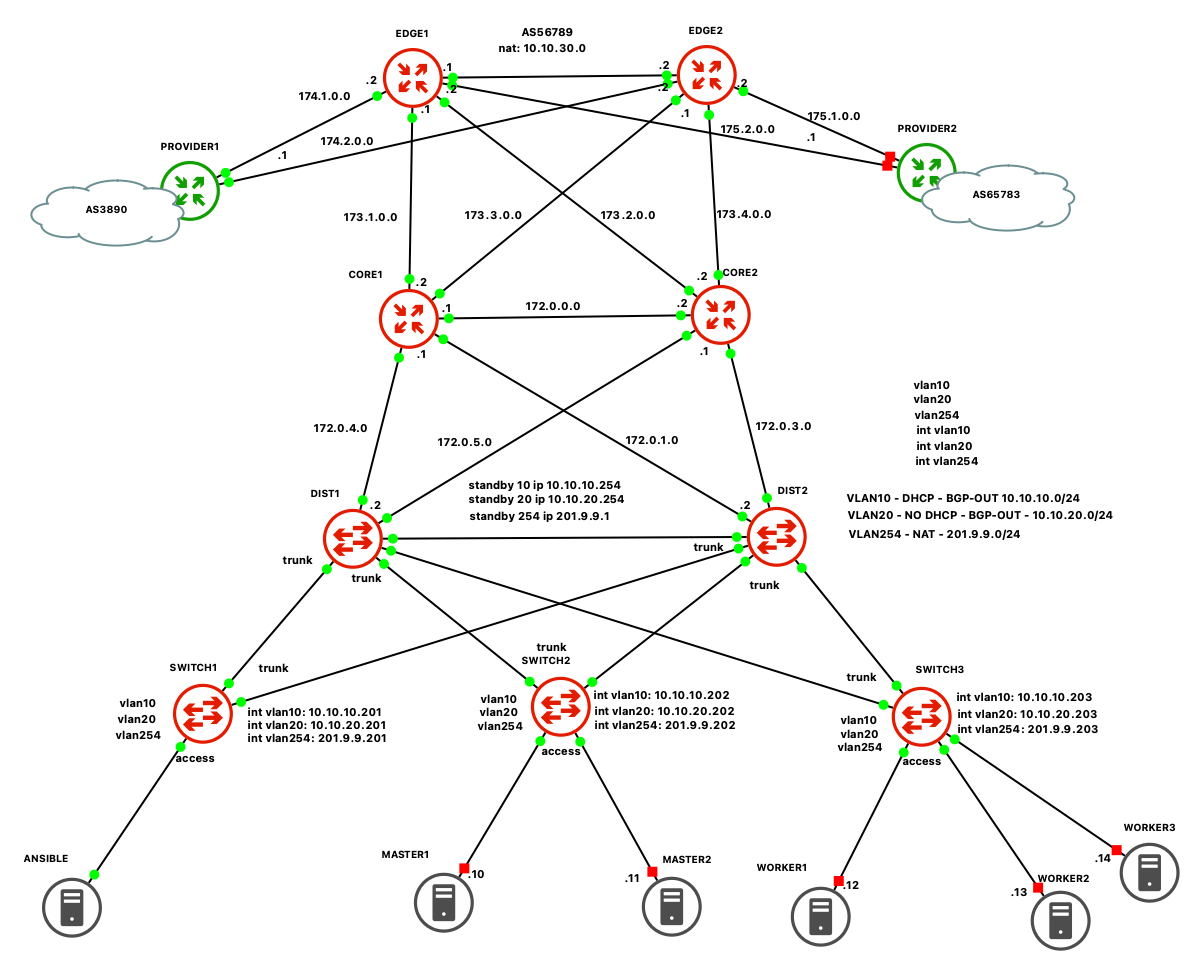 EDGE1
AS56789
nat: 10.10.30.0
EDGE2
.2
.1
.2
.2
.2
.2
.1
.1
174.1.0.0
175.1.0.0
PROVIDER1
.1
174.2.0.0
175.2.0.0
.1
PROVIDER2
AS3890
AS65783
173.1.0.0
173.3.0.0
173.2.0.0
173.4.0.0
CORE1
.2
.2
CORE2
.1
172.0.0.0
.2
.1
.1
172.0.4.0
172.0.5.0
172.0.1.0
172.0.3.0
vlan10
vlan20
vlan254
int vlan10
int vlan20
int vlan254
standby 10 ip 10.10.10.254
standby 20 ip 10.10.20.254
standby 254 ip 201.9.9.1
DIST1
.2
DIST2
.2
VLAN10 - DHCP - BGP-OUT 10.10.10.0/24
VLAN20 - NO DHCP - BGP-OUT - 10.10.20.0/24
VLAN254 - NAT - 201.9.9.0/24
trunk
trunk
trunk
trunk
SWITCH1
trunk
vlan10
vlan20
vlan254
int vlan10: 10.10.10.201
int vlan20: 10.10.20.201
int vlan254: 201.9.9.201
access
trunk
SWITCH2
vlan10
vlan20
vlan254
int vlan10: 10.10.10.202
int vlan20: 10.10.20.202
int vlan254: 201.9.9.202
access
SWITCH3
trunk
vlan10
vlan20
vlan254
int vlan10: 10.10.10.203
int vlan20: 10.10.20.203
int vlan254: 201.9.9.203
access
ANSIBLE
MASTER1
.10
MASTER2
.11
WORKER1
.12
WORKER2
.13
WORKER3
.14